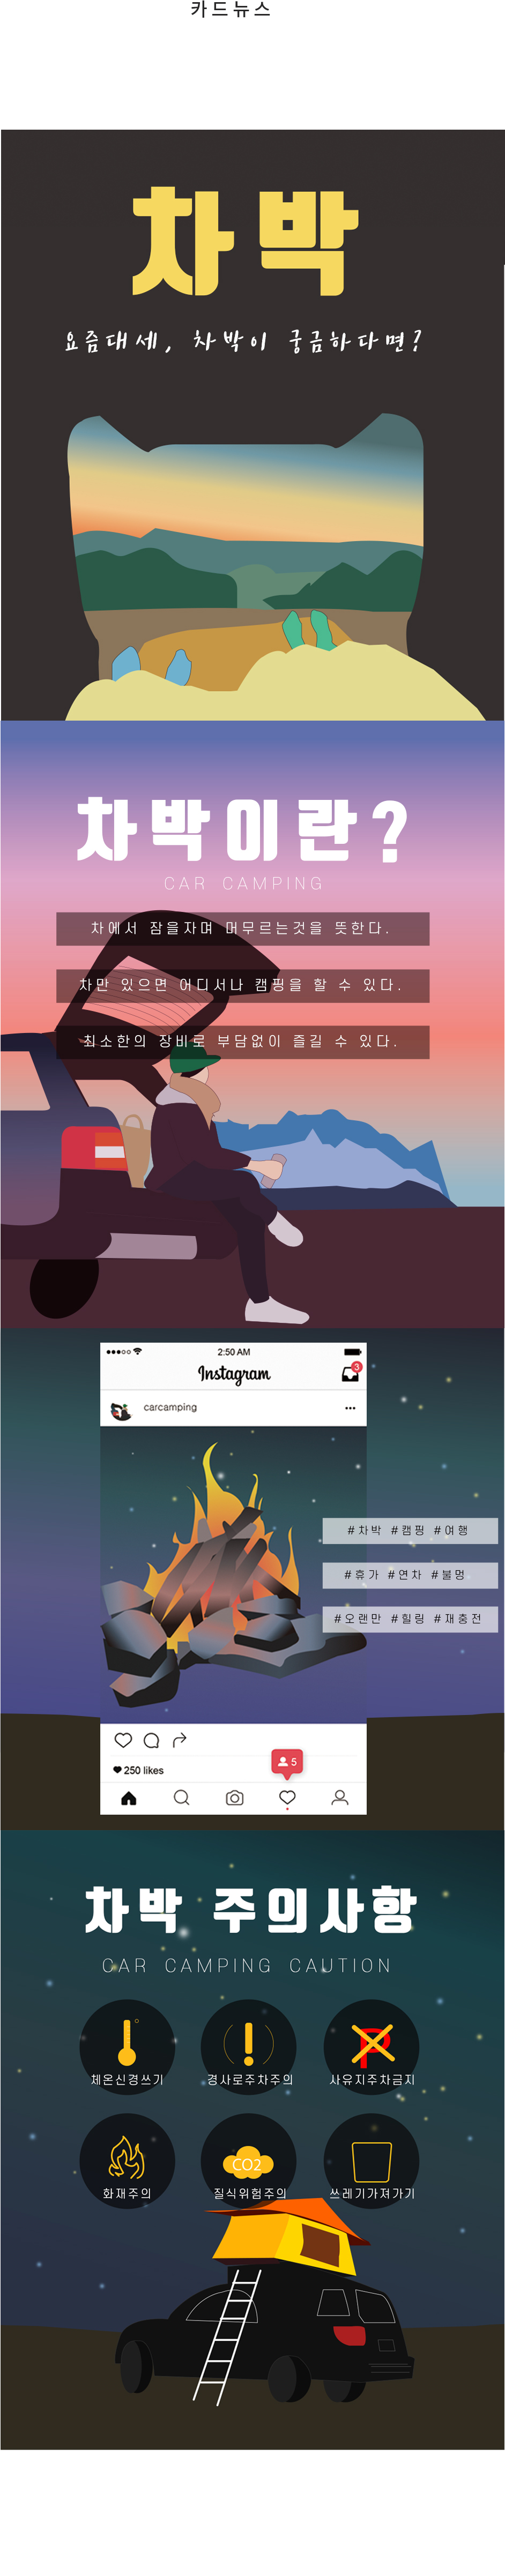 카드뉴스
차박
요즘대세, 차박이 궁금하다면?
차박이란?
CAR CAMPING
차에서 잠을자며 머무르는것을 뜻한다.
차만 있으면 어디서나 캠핑을 할 수 있다.
최소한의 장비로 부담없이 즐길 수 있다.
2:50 AM
Instagram
3
carcamping
#차박 #캠핑 #여행
#휴가 #연차 #불멍
#오랜만 #힐링 #재충전
5
250 likes
차박 주의사항
CAR CAMPING CAUTION
P
체온신경쓰기 경사로주차주의 사유지주차금지
CO2
화재주의 질식위험주의 쓰레기가져가기